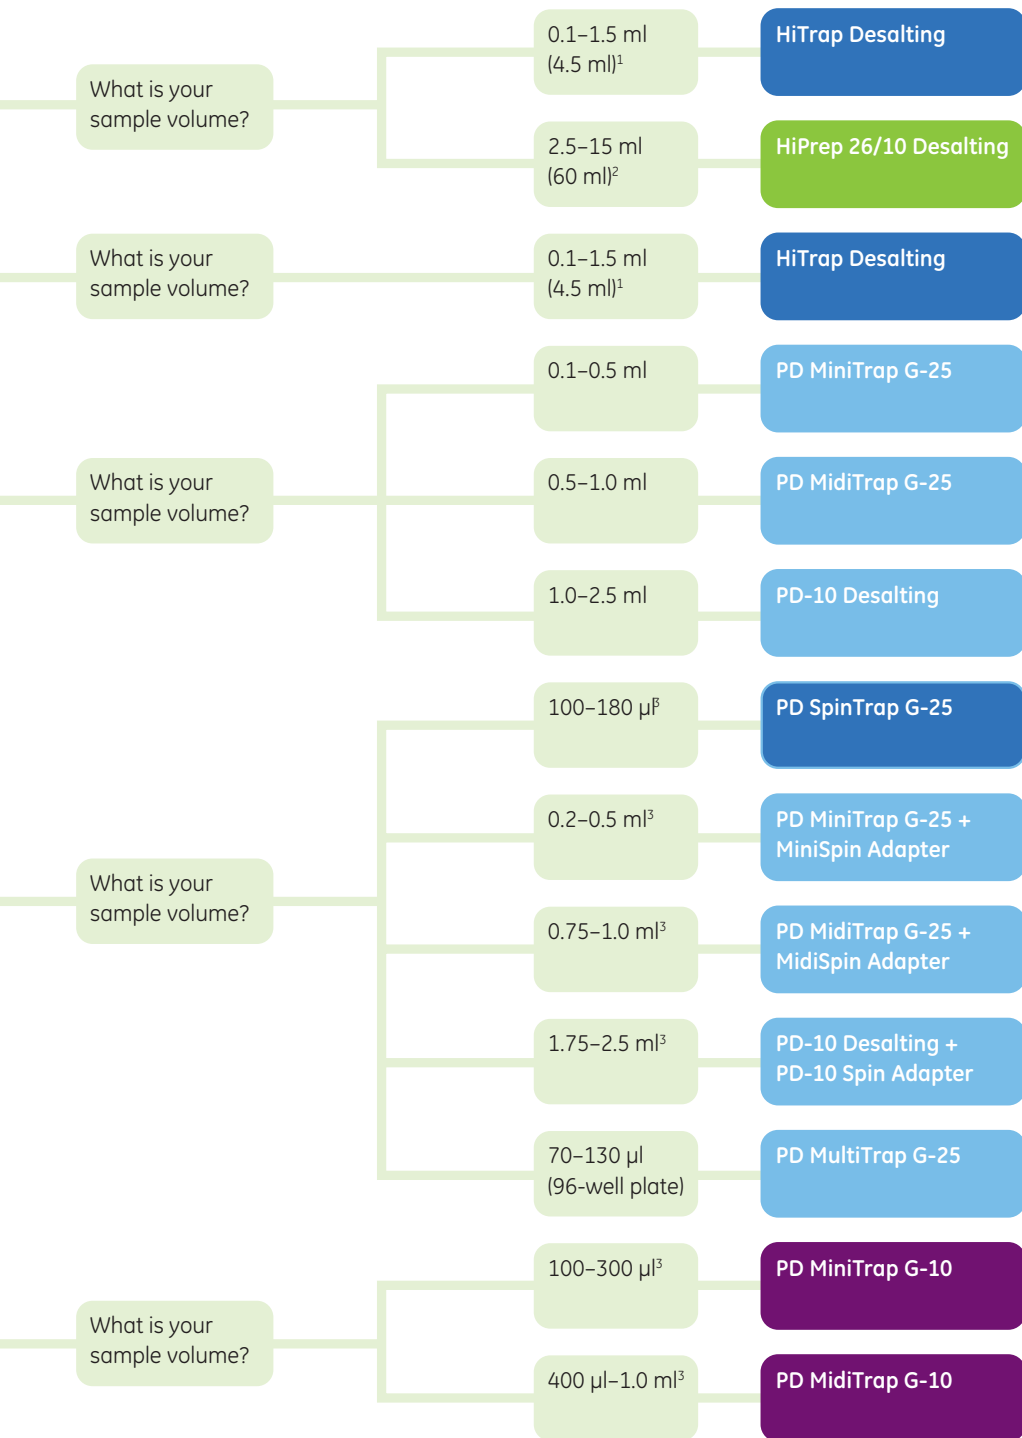 What is your
sample volume?
0.1–1.5 ml
(4.5 ml)¹
HiTrap Desalting
2.5–15 ml
(60 ml)²
HiPrep 26/10 Desalting
What is your
sample volume?
0.1–1.5 ml
(4.5 ml)¹
HiTrap Desalting
What is your
sample volume?
0.1–0.5 ml
PD MiniTrap G-25
0.5–1.0 ml
PD MidiTrap G-25
1.0–2.5 ml
PD-10 Desalting
What is your
sample volume?
100–180 µl³
PD SpinTrap G-25
0.2–0.5 ml³
PD MiniTrap G-25 +
MiniSpin Adapter
0.75–1.0 ml³
PD MidiTrap G-25 +
MidiSpin Adapter
1.75–2.5 ml³
PD-10 Desalting +
PD-10 Spin Adapter
70–130 µl
(96-well plate)
PD MultiTrap G-25
What is your
sample volume?
100–300 µl³
PD MiniTrap G-10
400 µl–1.0 ml³
PD MidiTrap G-10